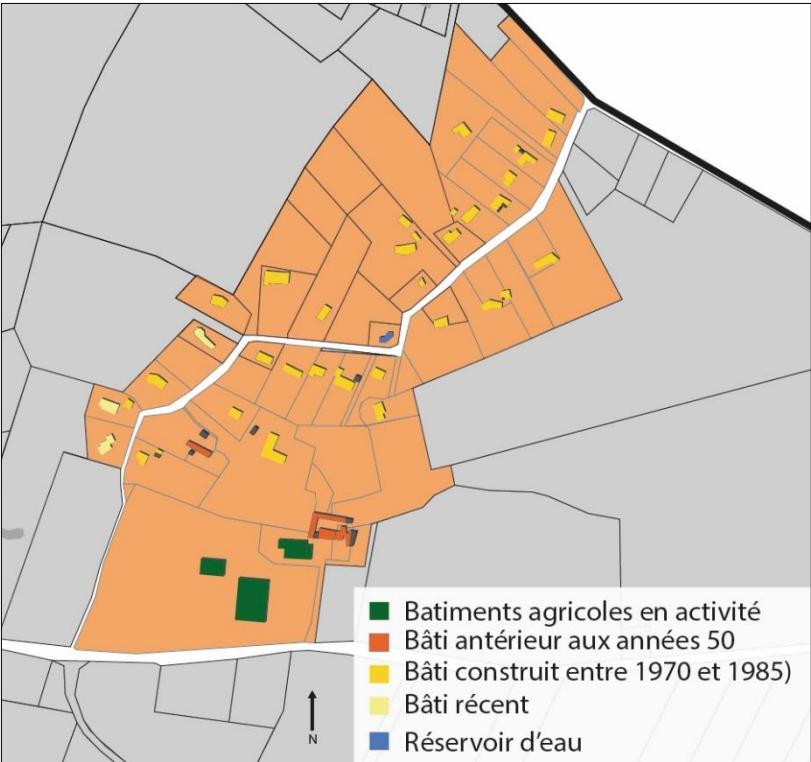 Batiments agricoles en activité
Bâti antérieur aux années 50
Bâti construit entre 1970 et 1985)
Bâti récent
Réservoir d'eau
N